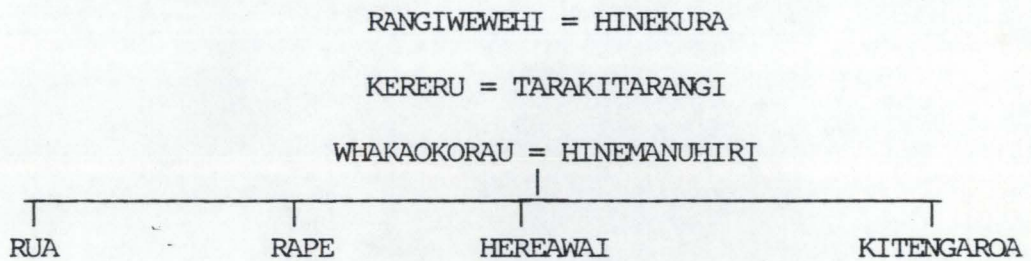 RANGIWEWEHI = HINEKURA
KERERU = TARAKITARANGI
WHAKAOKORAU = HINEMANUHIRI
RUA RAPE HEREAWAI KITENGAROA